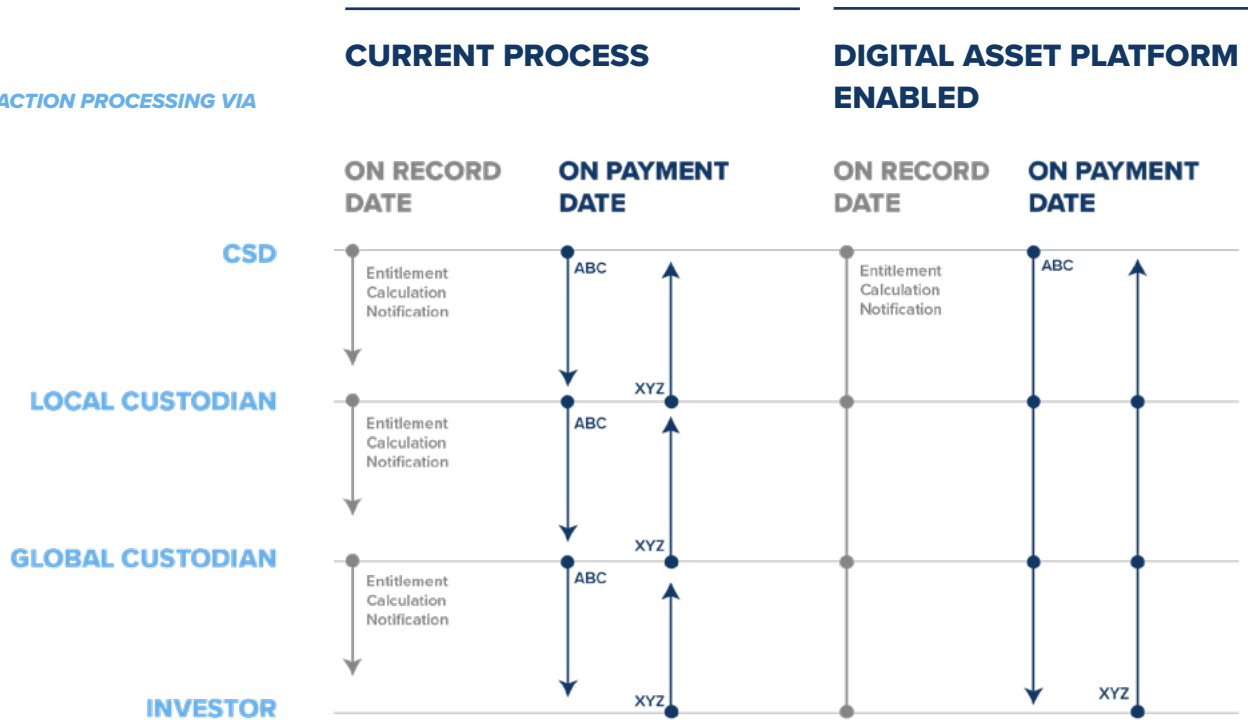 CURRENT PROCESS
DIGITAL ASSET PLATFORM
ENABLED
ACTION PROCESSING VIA
ON RECORD
DATE
ON PAYMENT
DATE
ON RECORD
DATE
ON PAYMENT
DATE
CSD
Entitlement
Calculation
Notification
ABC
Entitlement
Calculation
Notification
ABC
LOCAL CUSTODIAN
XYZ
Entitlement
Calculation
Notification
ABC
GLOBAL CUSTODIAN
XYZ
Entitlement
Calculation
Notification
ABC
INVESTOR
XYZ
XYZ